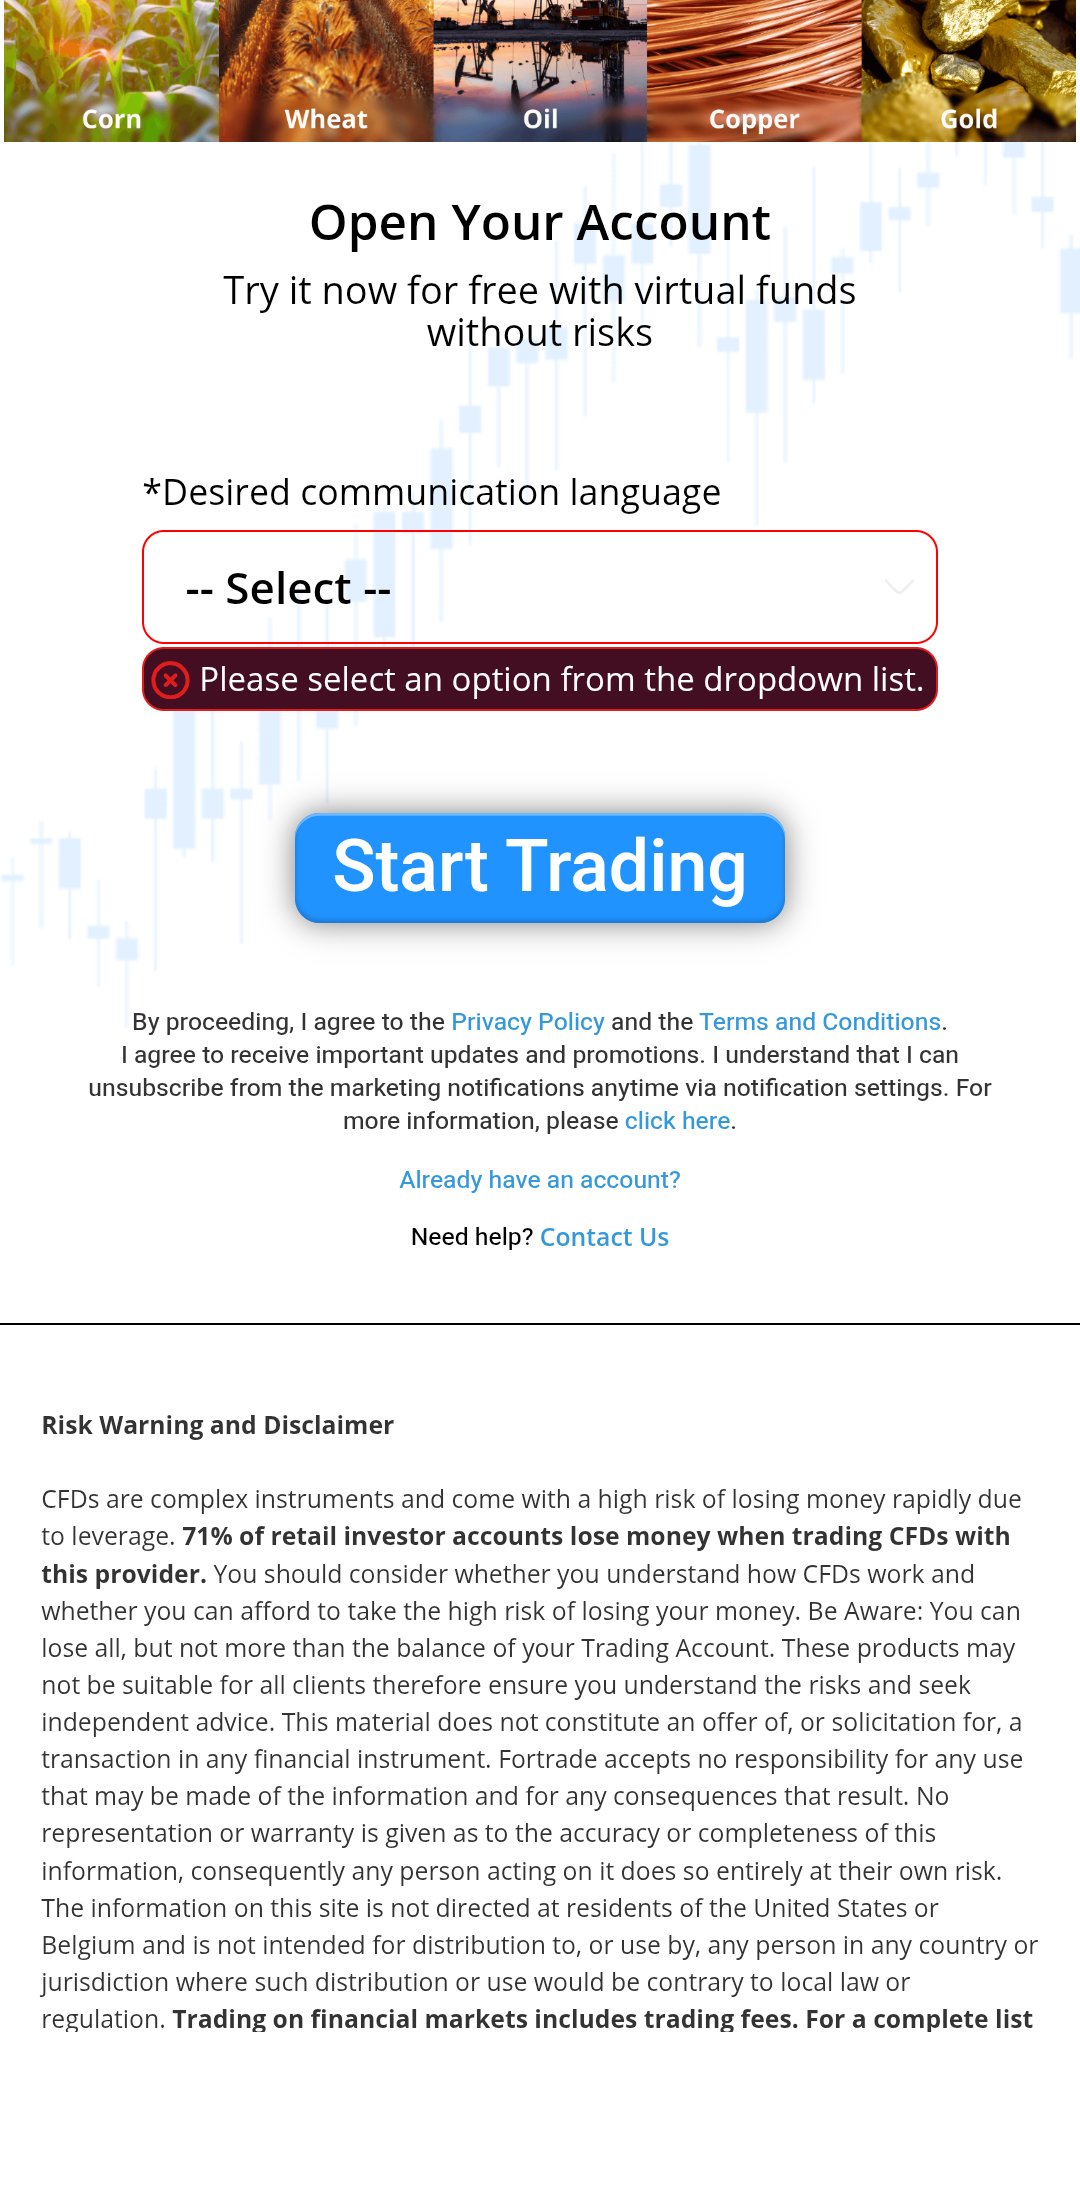 Corn
Wheat
Oil
Copper
Gold
Open Your Account
Try it now for free with virtual funds
without risks
*Desired communication language
-- Select --
Please select an option from the dropdown list.
Start Trading
By proceeding, I agree to the Privacy Policy and the Terms and Conditions.
I agree to receive important updates and promotions. I understand that I can
unsubscribe from the marketing notifications anytime via notification settings. For
more information, please click here.
Already have an account?
Need help? Contact Us
Risk Warning and Disclaimer
CFDs are complex instruments and come with a high risk of losing money rapidly due
to leverage. 71% of retail investor accounts lose money when trading CFDs with
this provider. You should consider whether you understand how CFDs work and
whether you can afford to take the high risk of losing your money. Be Aware: You can
lose all, but not more than the balance of your Trading Account. These products may
not be suitable for all clients therefore ensure you understand the risks and seek
independent advice. This material does not constitute an offer of, or solicitation for, a
transaction in any financial instrument. Fortrade accepts no responsibility for any use
that may be made of the information and for any consequences that result. No
representation or warranty is given as to the accuracy or completeness of this
information, consequently any person acting on it does so entirely at their own risk.
The information on this site is not directed at residents of the United States or
Belgium and is not intended for distribution to, or use by, any person in any country or
jurisdiction where such distribution or use would be contrary to local law or
regulation. Trading on financial markets includes trading fees. For a complete list